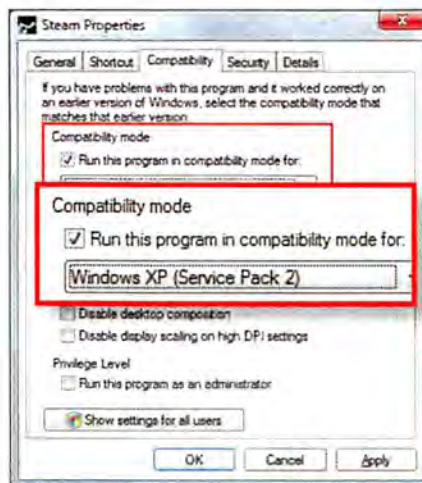 Steam Properties
General Shortcut Compatibility Security Details
If you have problems with this program and it worked correctly on
an earlier version of Windows, select the compatibility mode that
matches that earlier version.
Compatibility mode
Run this program in compatibility mode for:
Compatibility mode
Run this program in compatibility mode for:
Windows XP (Service Pack 2)
Disable desktop composition
Disable display scaling on high DPI settings
Privilege Level
Run this program as an administrator
Show settings for all users
OK Cancel Apply